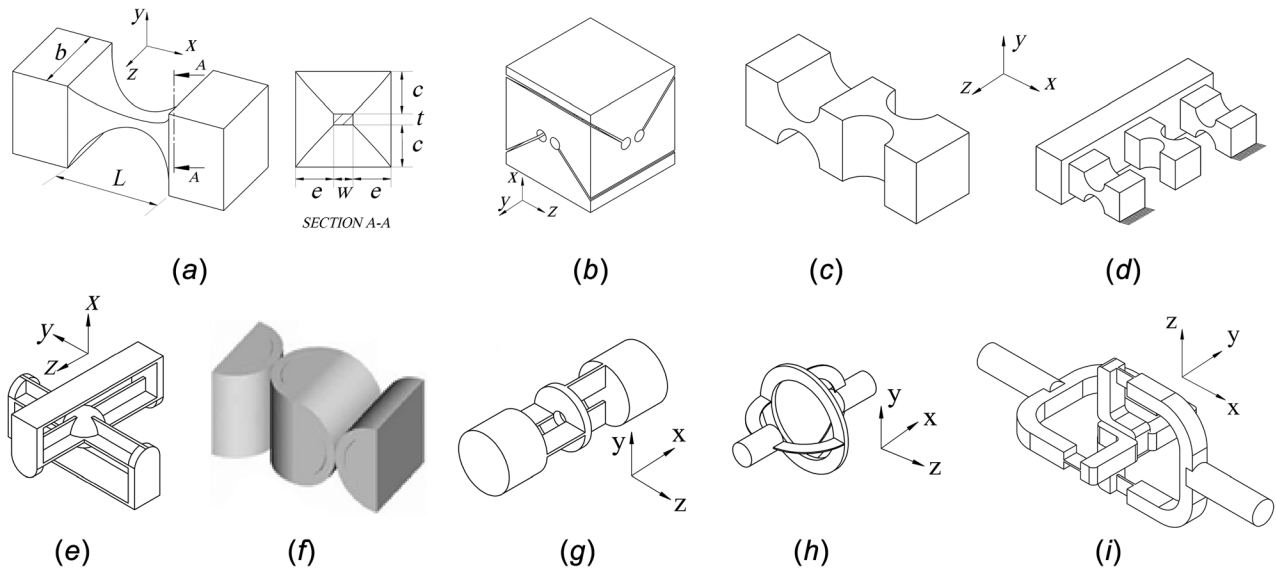 y
x
z
b
L
A
A
c
t
c
e w e
SECTION A-A
(a)
x
y
z
(b)
(c)
y
z
x
(d)
x
y
z
(e)
(f)
y
x
z
(g)
y
x
z
(h)
z
y
x
(i)